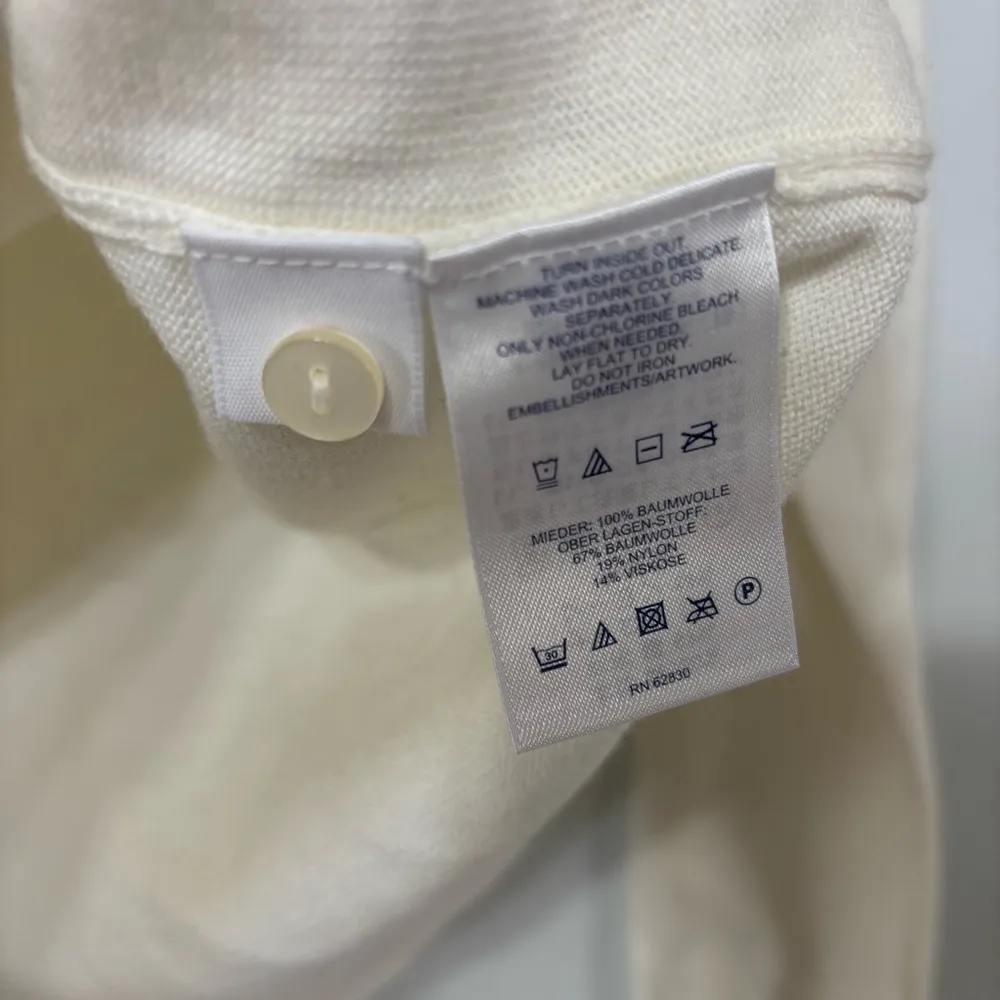 TURN INSIDE OUT.
MACHINE WASH COLD DELICATE.
WASH DARK COLORS
SEPARATELY
ONLY NON-CHLORINE BLEACH
WHEN NEEDED.
LAY FLAT TO DRY.
DO NOT IRON
EMBELLISHMENTS/ARTWORK.
MIEDER: 100% BAUMWOLLE
OBER LAGEN-STOFF:
67% BAUMWOLLE
19% NYLON
14% VISKOSE
30
P
RN 62830